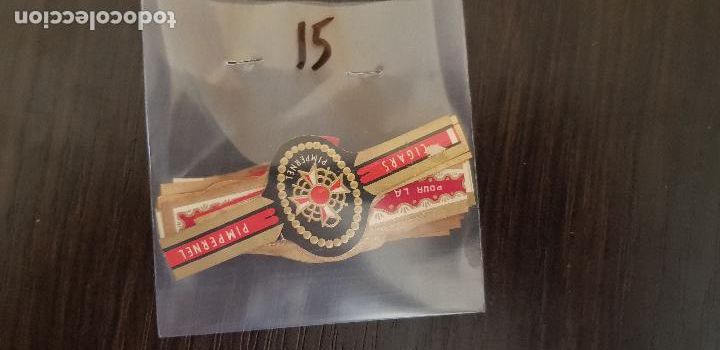 todocoleccion
15
PIMPERNEL
CIGARS
POUR LA
PIMPERNEL